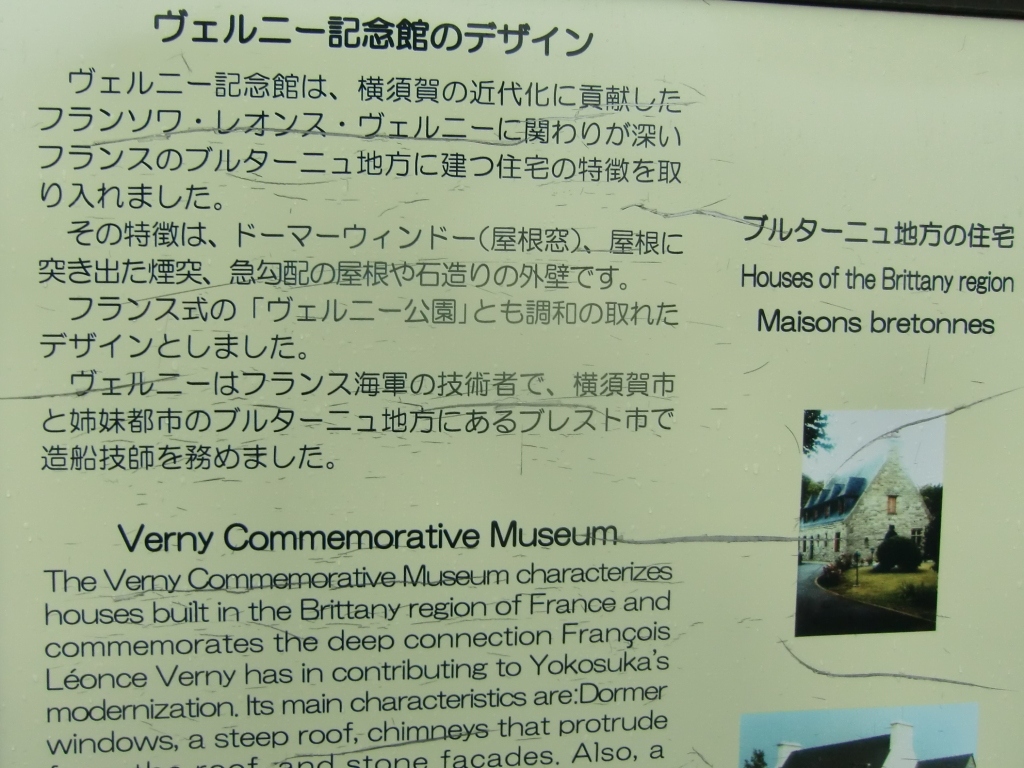 ヴェルニー記念館のデザイン
ヴェルニー記念館は、横須賀の近代化に貢献した
フランソワ・レオンス・ヴェルニーに関わりが深い
フランスのブルターニュ地方に建つ住宅の特徴を取
り入れました。
その特徴は、ドーマーウィンドー(屋根窓)、屋根に
突き出た煙突、急勾配の屋根や石造りの外壁です。
フランス式の「ヴェルニー公園」とも調和の取れた
デザインとしました。
ヴェルニーはフランス海軍の技術者で、横須賀市
と姉妹都市のブルターニュ地方にあるブレスト市で
造船技師を務めました。
Verny Commemorative Museum
The Verny Commemorative Museum characterizes
houses built in the Brittany region of France and
commemorates the deep connection François
Léonce Verny has in contributing to Yokosuka's
modernization. Its main characteristics are:Dormer
windows, a steep roof, chimneys that protrude
from the roof, and stone façades. Also, a
ブルターニュ地方の住宅
Houses of the Brittany region
Maisons bretonnes